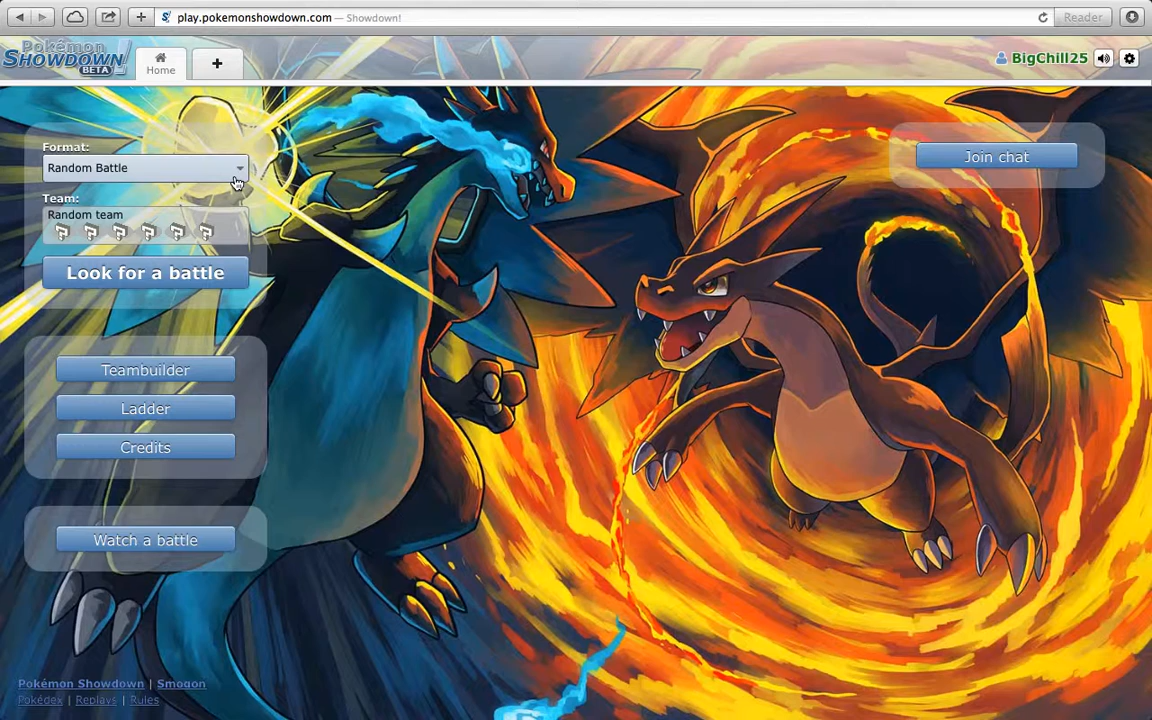 play.pokemonshowdown.com — Showdown!
Reader
Pokémon
SHOWDOWN!
BETA
Home
+
BigChill25
Format:
Random Battle
Team:
Random team
Look for a battle
Join chat
Teambuilder
Ladder
Credits
Watch a battle
Pokémon Showdown | Smogon
Pokédex | Replays | Rules